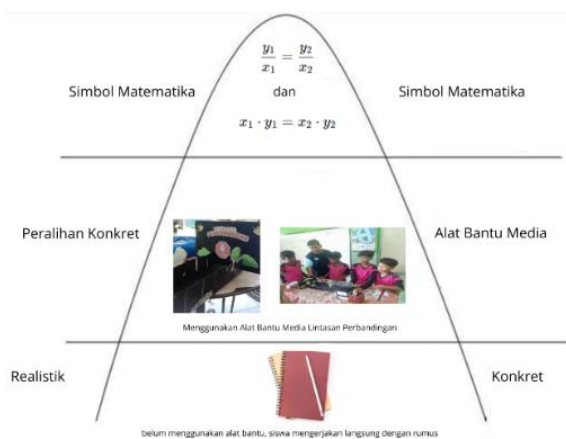 y₁/x₁ = y₂/x₂
Simbol Matematika dan Simbol Matematika
x₁ · y₁ = x₂ · y₂
Peralihan Konkret Alat Bantu Media
Menggunakan Alat Bantu Media Lintasan Perbandingan
Realistik Konkret
belum menggunakan alat bantu, siswa mengerjakan langsung dengan rumus